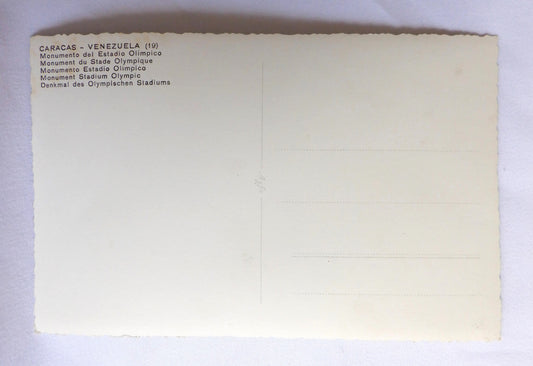 CARACAS - VENEZUELA (19)
Monumento del Estadio Olimpico
Monument du Stade Olympique
Monumento Estadio Olimpico
Monument Stadium Olympic
Denkmal des Olympischen Stadiums